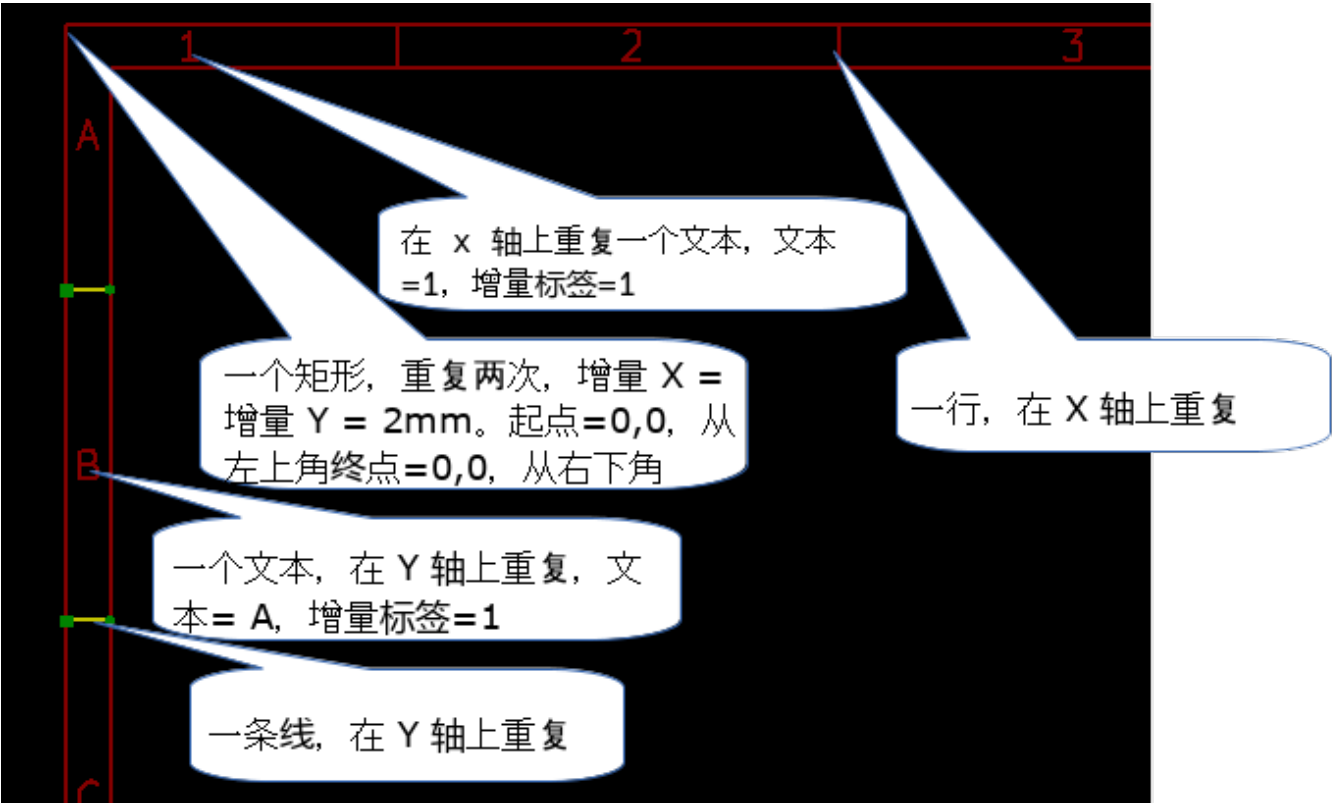 1 2 3
A
在 x 轴上重复一个文本，文本
=1，增量标签=1
一个矩形，重复两次，增量 X =
增量 Y = 2mm。起点=0,0，从
左上角终点=0,0，从右下角
一行，在 X 轴上重复
B
一个文本，在 Y 轴上重复，文
本= A，增量标签=1
一条线，在 Y 轴上重复
C